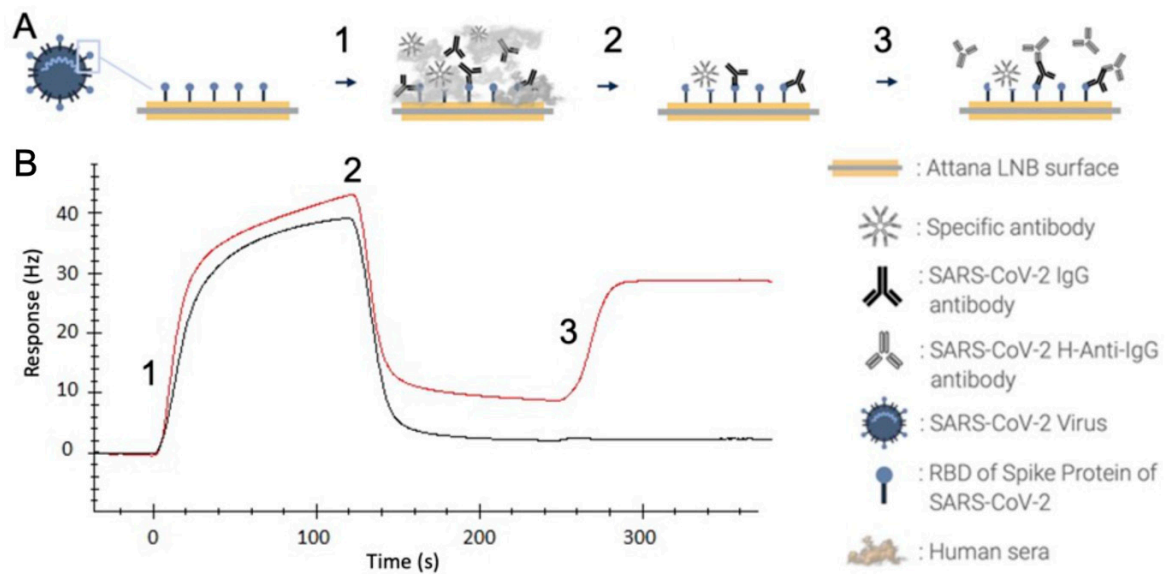 A
1
2
3
B
1
2
3
40
30
20
10
0
Response (Hz)
0
100
200
300
Time (s)
: Attana LNB surface
: Specific antibody
: SARS-CoV-2 IgG
antibody
: SARS-CoV-2 H-Anti-IgG
antibody
: SARS-CoV-2 Virus
: RBD of Spike Protein of
SARS-CoV-2
: Human sera